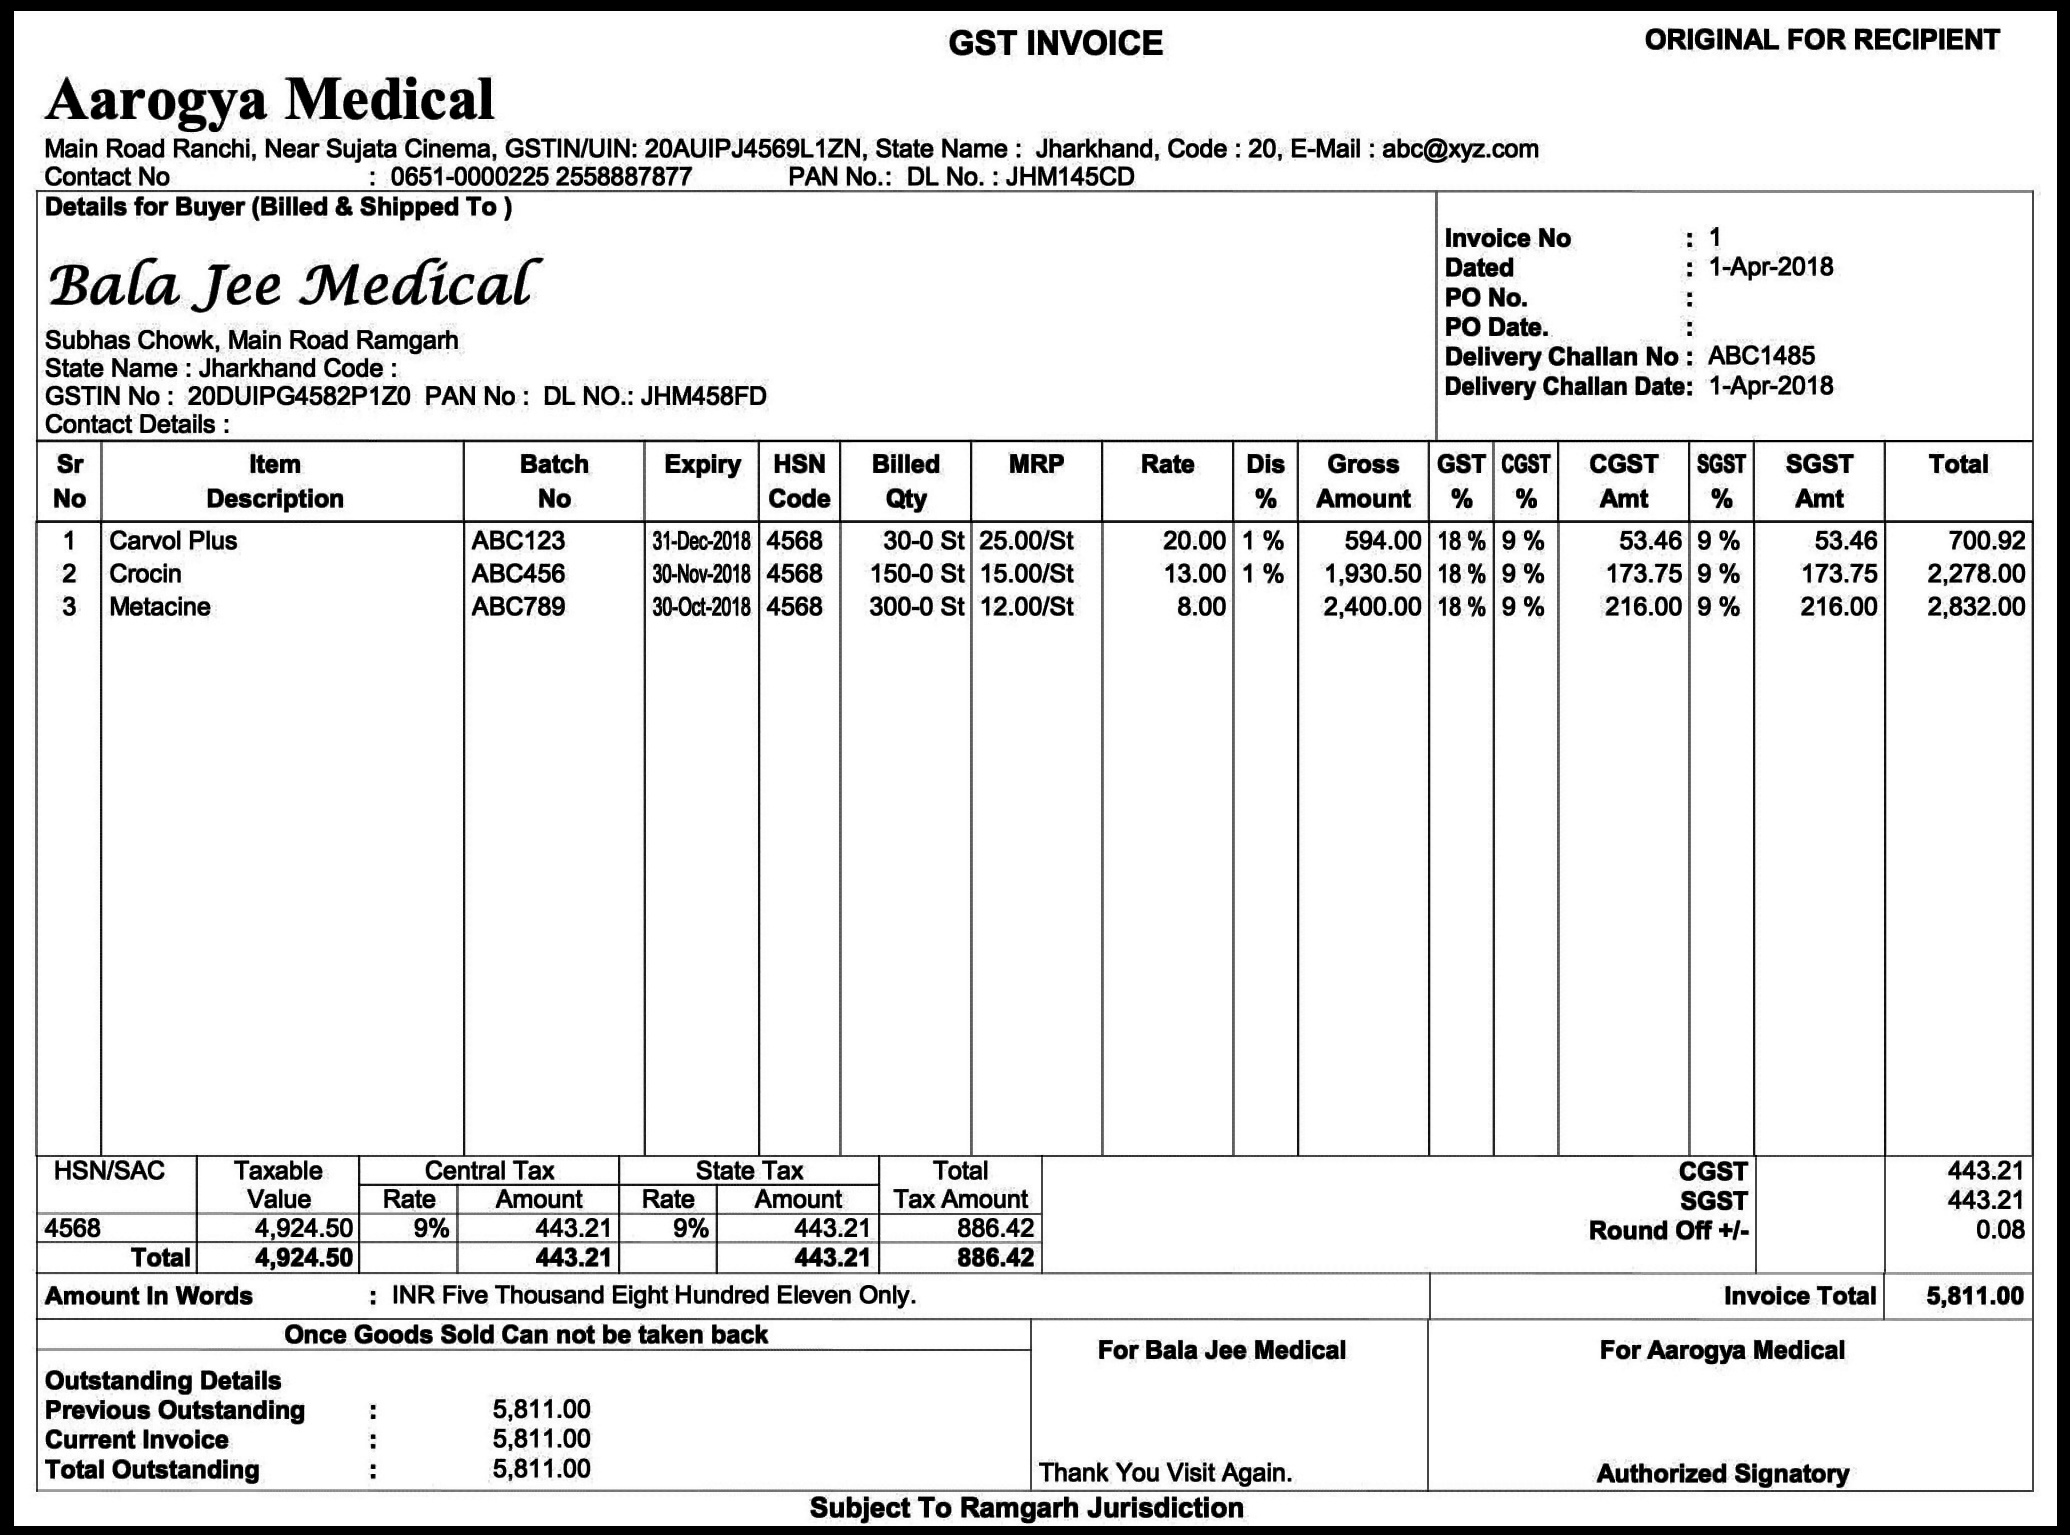 GST INVOICE
ORIGINAL FOR RECIPIENT
Aarogya Medical
Main Road Ranchi, Near Sujata Cinema, GSTIN/UIN: 20AUIPJ4569L1ZN, State Name : Jharkhand, Code : 20, E-Mail : abc@xyz.com
Contact No : 0651-0000225 2558887877 PAN No.: DL No. : JHM145CD
Details for Buyer (Billed & Shipped To )
Bala Jee Medical
Subhas Chowk, Main Road Ramgarh
State Name : Jharkhand Code :
GSTIN No : 20DUIPG4582P1Z0 PAN No : DL NO.: JHM458FD
Contact Details :
Invoice No : 1
Dated : 1-Apr-2018
PO No. :
PO Date. :
Delivery Challan No : ABC1485
Delivery Challan Date: 1-Apr-2018
Sr No Item Description Batch No Expiry HSN Code Billed Qty MRP Rate Dis % Gross Amount GST % CGST % CGST Amt SGST % SGST Amt Total
1 Carvol Plus ABC123 31-Dec-2018 4568 30-0 St 25.00/St 20.00 1 % 594.00 18 % 9 % 53.46 9 % 53.46 700.92
2 Crocin ABC456 30-Nov-2018 4568 150-0 St 15.00/St 13.00 1 % 1,930.50 18 % 9 % 173.75 9 % 173.75 2,278.00
3 Metacine ABC789 30-Oct-2018 4568 300-0 St 12.00/St 8.00 2,400.00 18 % 9 % 216.00 9 % 216.00 2,832.00
HSN/SAC Taxable Value Central Tax State Tax Total Tax Amount
Rate Amount Rate Amount
4568 4,924.50 9% 443.21 9% 443.21 886.42
Total 4,924.50 443.21 443.21 886.42
CGST 443.21
SGST 443.21
Round Off +/- 0.08
Amount In Words : INR Five Thousand Eight Hundred Eleven Only.
Invoice Total 5,811.00
Once Goods Sold Can not be taken back
Outstanding Details
Previous Outstanding : 5,811.00
Current Invoice : 5,811.00
Total Outstanding : 5,811.00
For Bala Jee Medical
Thank You Visit Again.
For Aarogya Medical
Authorized Signatory
Subject To Ramgarh Jurisdiction